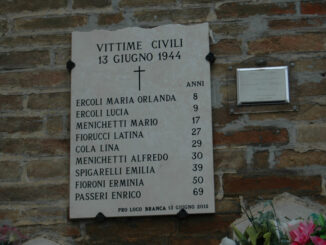 VITTIME CIVILI
13 GIUGNO 1944
ANNI
ERCOLI MARIA ORLANDA 8
ERCOLI LUCIA 9
MENICHETTI MARIO 17
FIORUCCI LATINA 27
COLA LINA 29
MENICHETTI ALFREDO 30
SPIGARELLI EMILIA 39
FIORONI ERMINIA 50
PASSERI ENRICO 69
PRO LOCO BRANCA 13 GIUGNO 2012